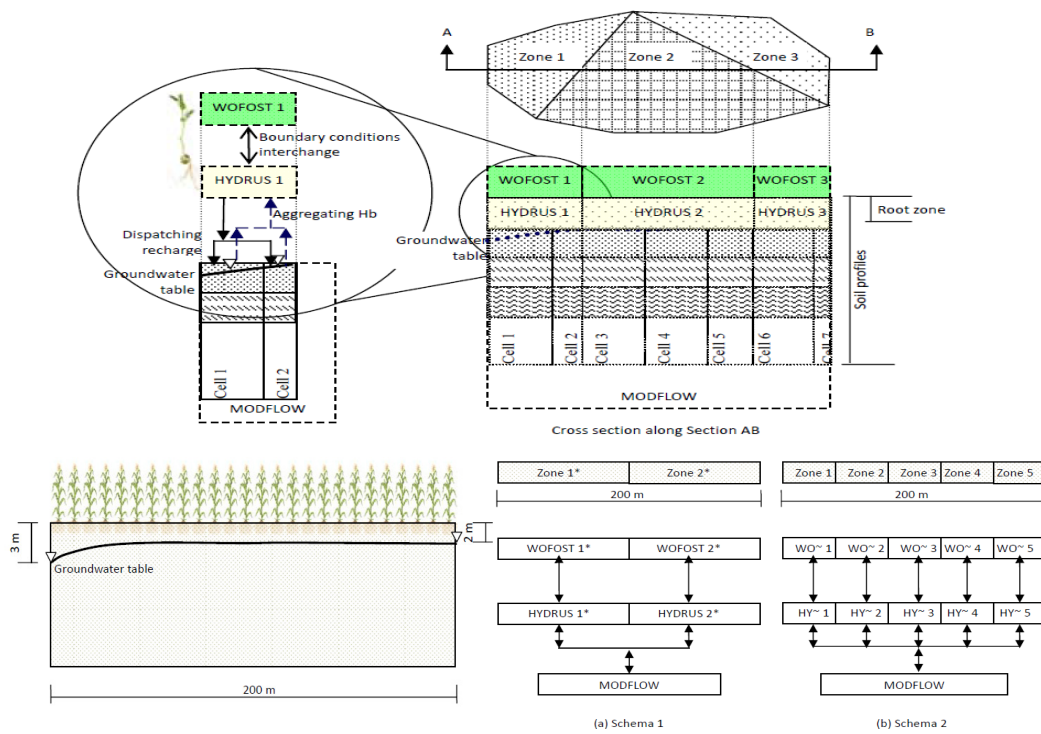 A
B
Zone 1
Zone 2
Zone 3
WOFOST 1
Boundary conditions
interchange
HYDRUS 1
Aggregating Hb
Dispatching
recharge
Groundwater
table
Cell 1
Cell 2
MODFLOW
WOFOST 1
WOFOST 2
WOFOST 3
HYDRUS 1
HYDRUS 2
HYDRUS 3
Root zone
Groundwater
table
Soil profiles
Cell 1
Cell 2
Cell 3
Cell 4
Cell 5
Cell 6
Cell 7
MODFLOW
Cross section along Section AB
3 m
2 m
Groundwater table
200 m
Zone 1*
Zone 2*
200 m
WOFOST 1*
WOFOST 2*
HYDRUS 1*
HYDRUS 2*
MODFLOW
(a) Schema 1
Zone 1
Zone 2
Zone 3
Zone 4
Zone 5
200 m
WO~ 1
WO~ 2
WO~ 3
WO~ 4
WO~ 5
HY~ 1
HY~ 2
HY~ 3
HY~ 4
HY~ 5
MODFLOW
(b) Schema 2